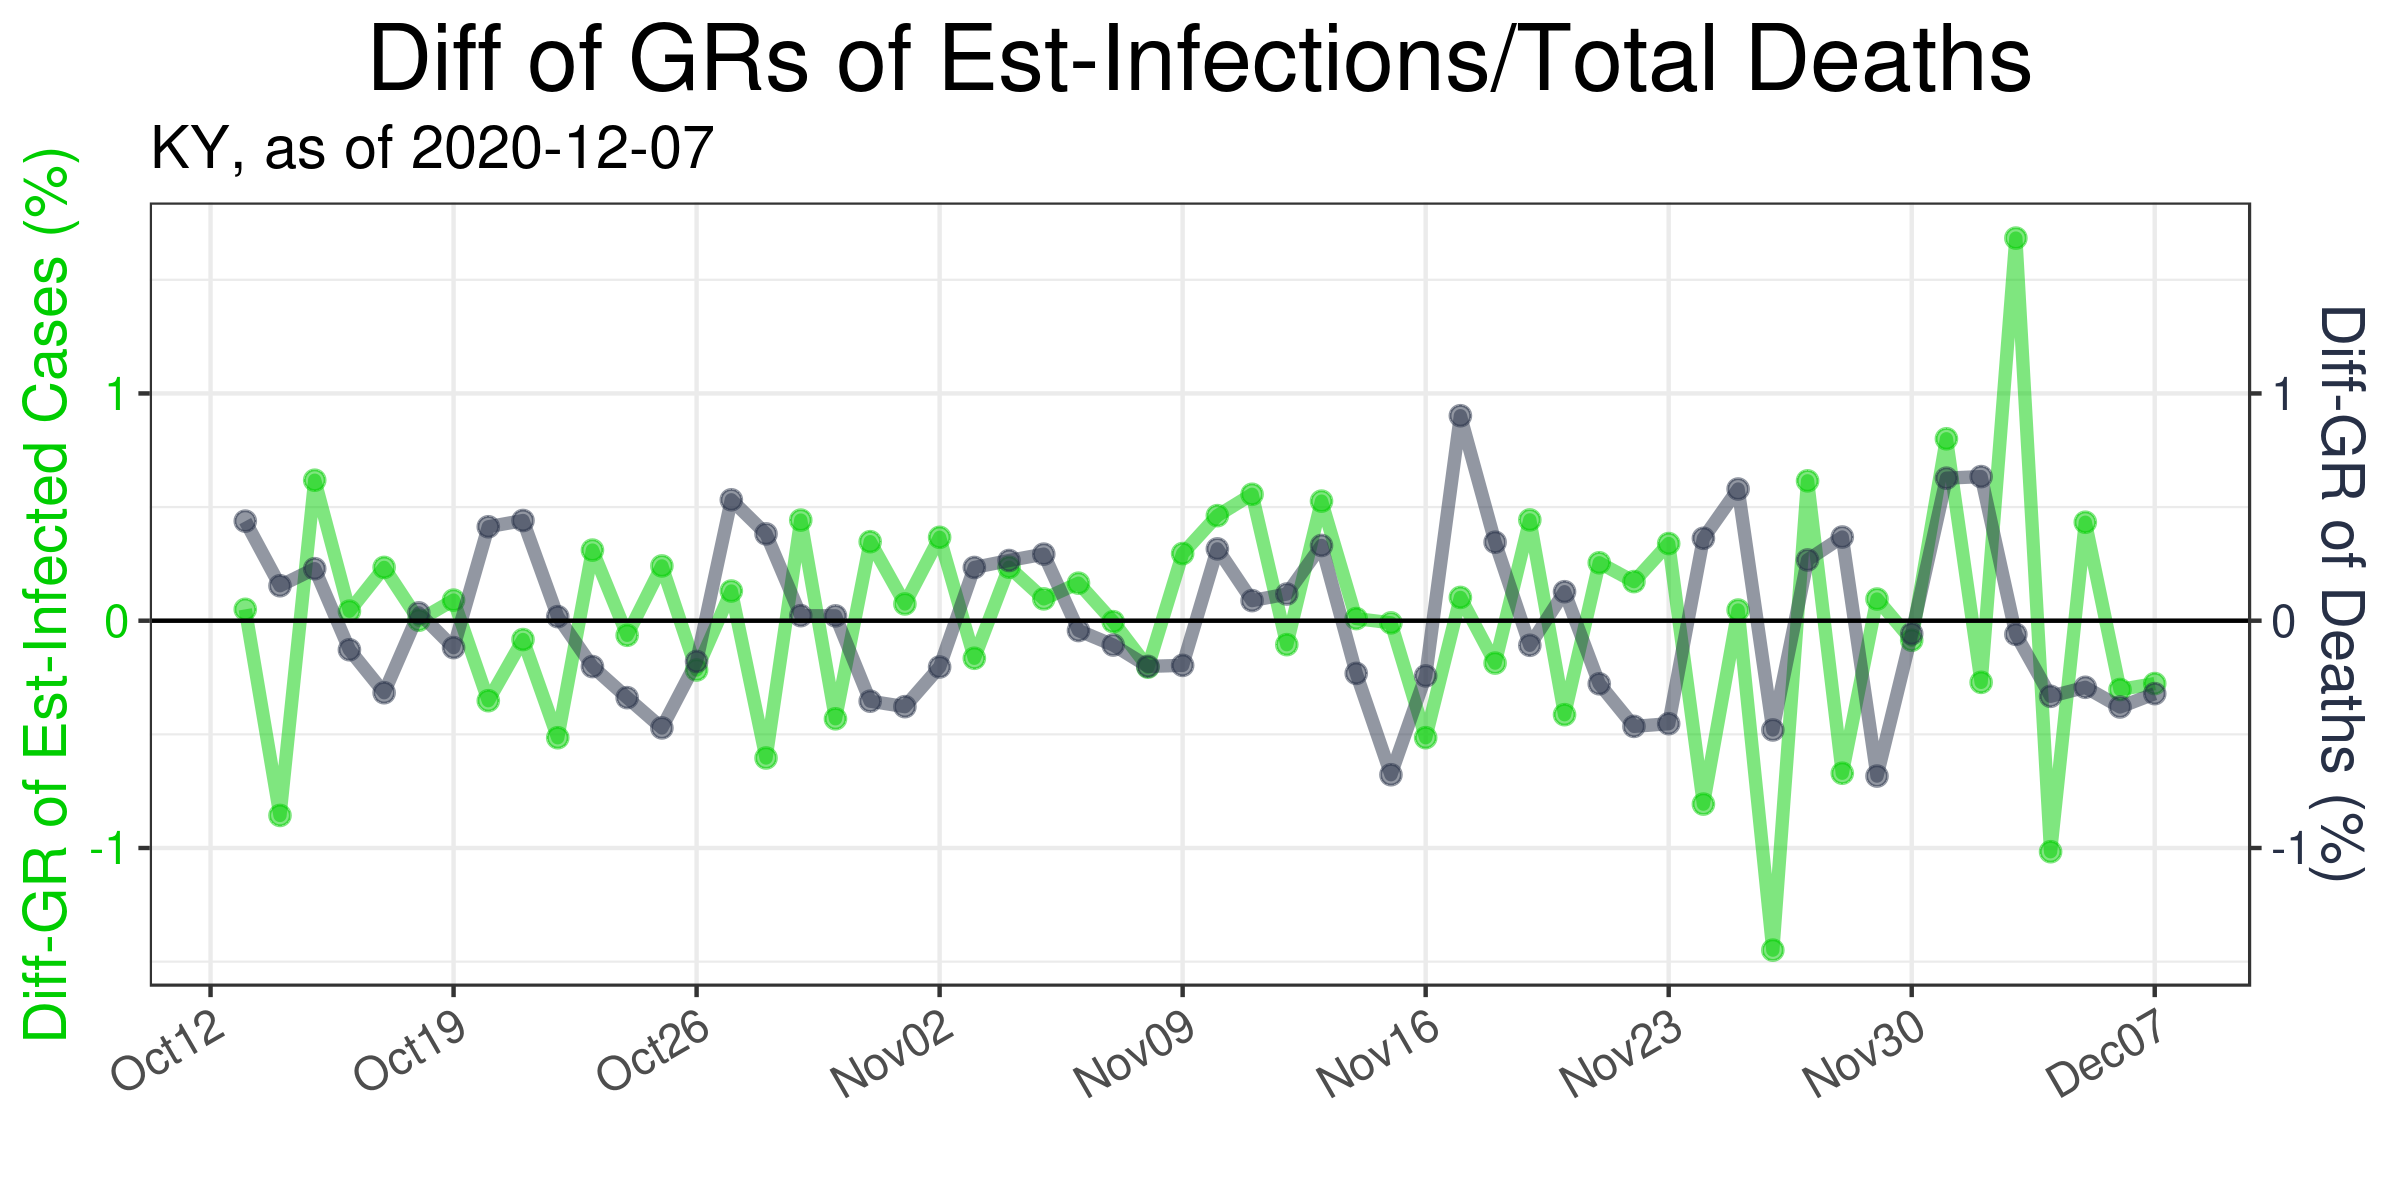 Diff of GRs of Est-Infections/Total Deaths
KY, as of 2020-12-07
Diff-GR of Est-Infected Cases (%)
1
0
-1
1
0
-1
Diff-GR of Deaths (%)
Oct12
Oct19
Oct26
Nov02
Nov09
Nov16
Nov23
Nov30
Dec07